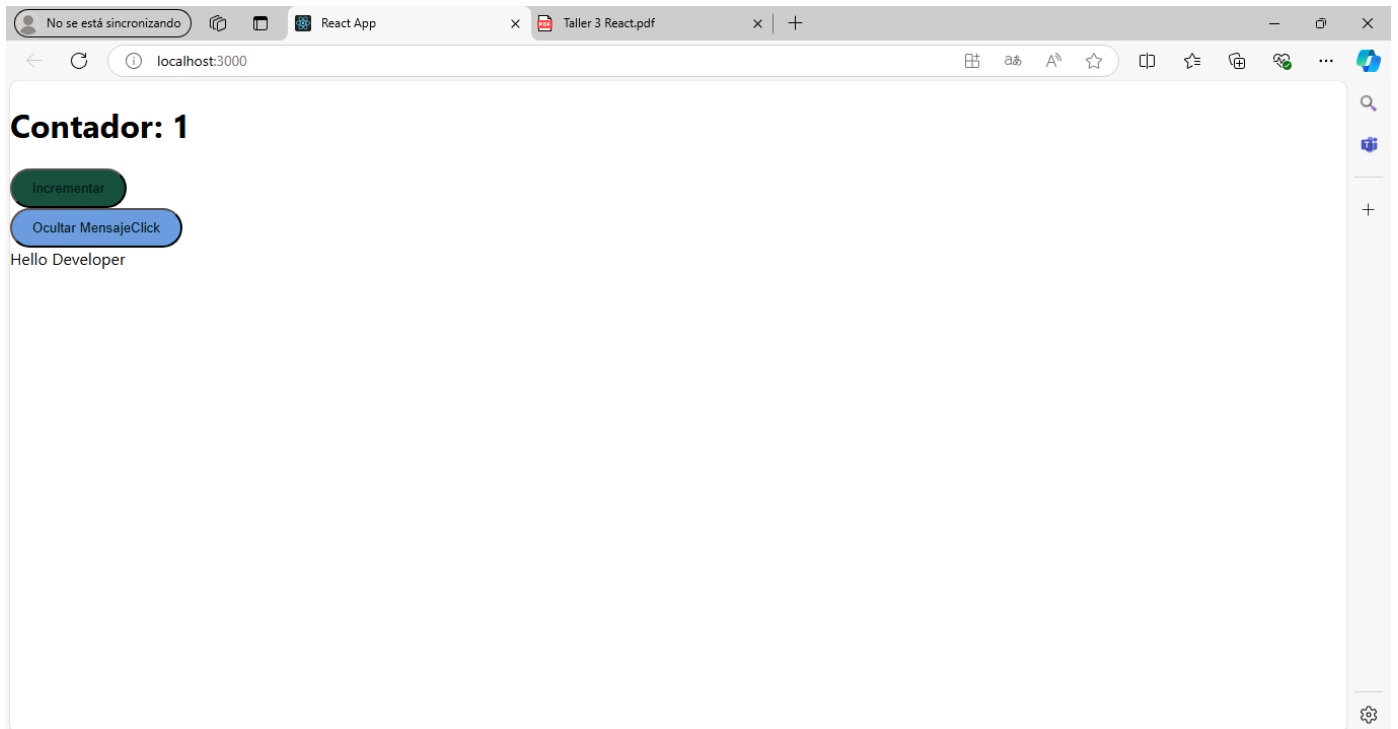 No se está sincronizando
React App
Taller 3 React.pdf
localhost:3000
Contador: 1
Incrementar
Ocultar MensajeClick
Hello Developer